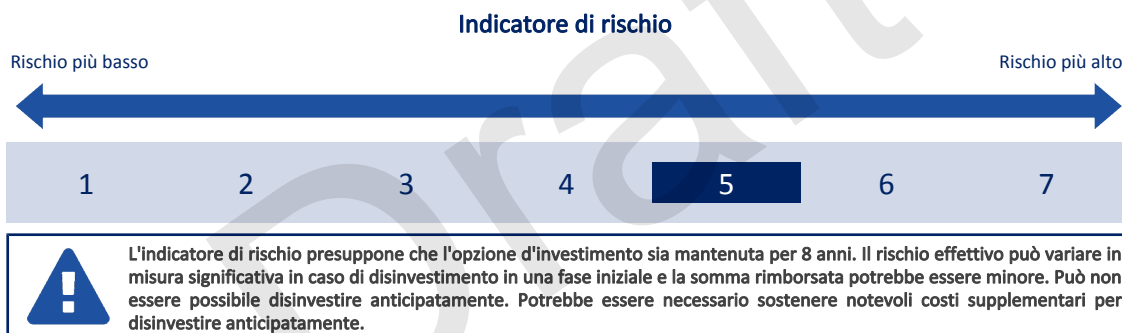 Indicatore di rischio
Rischio più basso
Rischio più alto
1 2 3 4 5 6 7
L'indicatore di rischio presuppone che l'opzione d'investimento sia mantenuta per 8 anni. Il rischio effettivo può variare in
misura significativa in caso di disinvestimento in una fase iniziale e la somma rimborsata potrebbe essere minore. Può non
essere possibile disinvestire anticipatamente. Potrebbe essere necessario sostenere notevoli costi supplementari per
disinvestire anticipatamente.
Draft